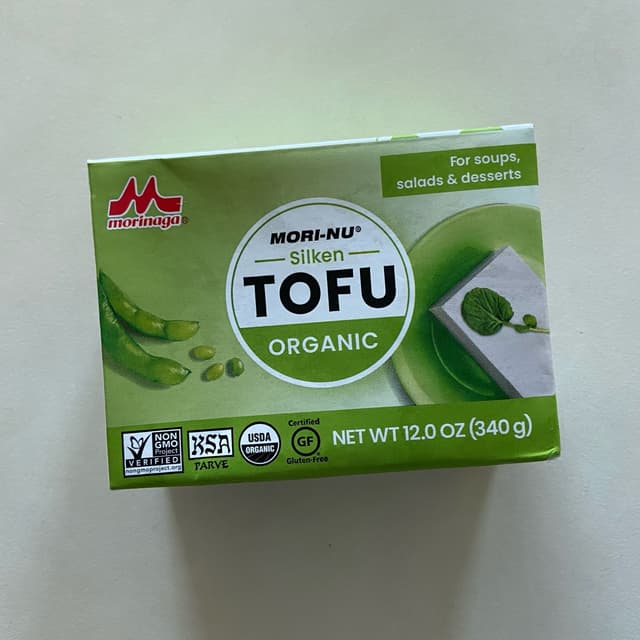 For soups,
salads & desserts
morinaga®
MORI-NU®
Silken
TOFU
ORGANIC
NON
GMO
Project
VERIFIED
nongmoproject.org
KSA
PARVE
USDA
ORGANIC
Certified
GF
Gluten-Free
NET WT 12.0 OZ (340 g)